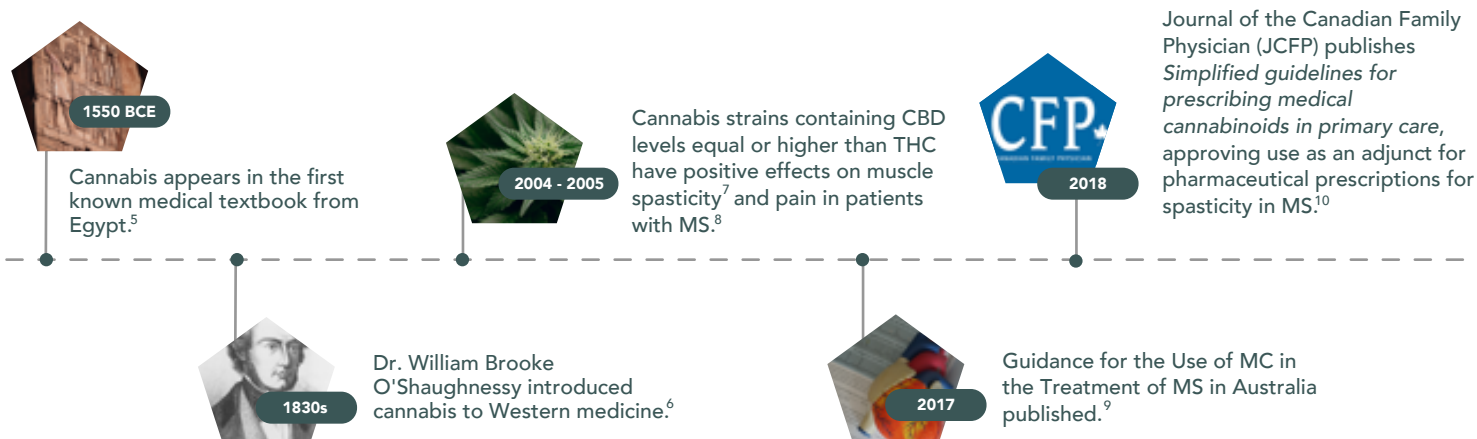 1550 BCE
Cannabis appears in the first
known medical textbook from
Egypt.5
1830s
Dr. William Brooke
O'Shaughnessy introduced
cannabis to Western medicine.6
2004 - 2005
Cannabis strains containing CBD
levels equal or higher than THC
have positive effects on muscle
spasticity7 and pain in patients
with MS.8
2017
Guidance for the Use of MC in
the Treatment of MS in Australia
published.9
CFP
CANADIAN FAMILY PHYSICIAN
2018
Journal of the Canadian Family
Physician (JCFP) publishes
Simplified guidelines for
prescribing medical
cannabinoids in primary care,
approving use as an adjunct for
pharmaceutical prescriptions for
spasticity in MS.10